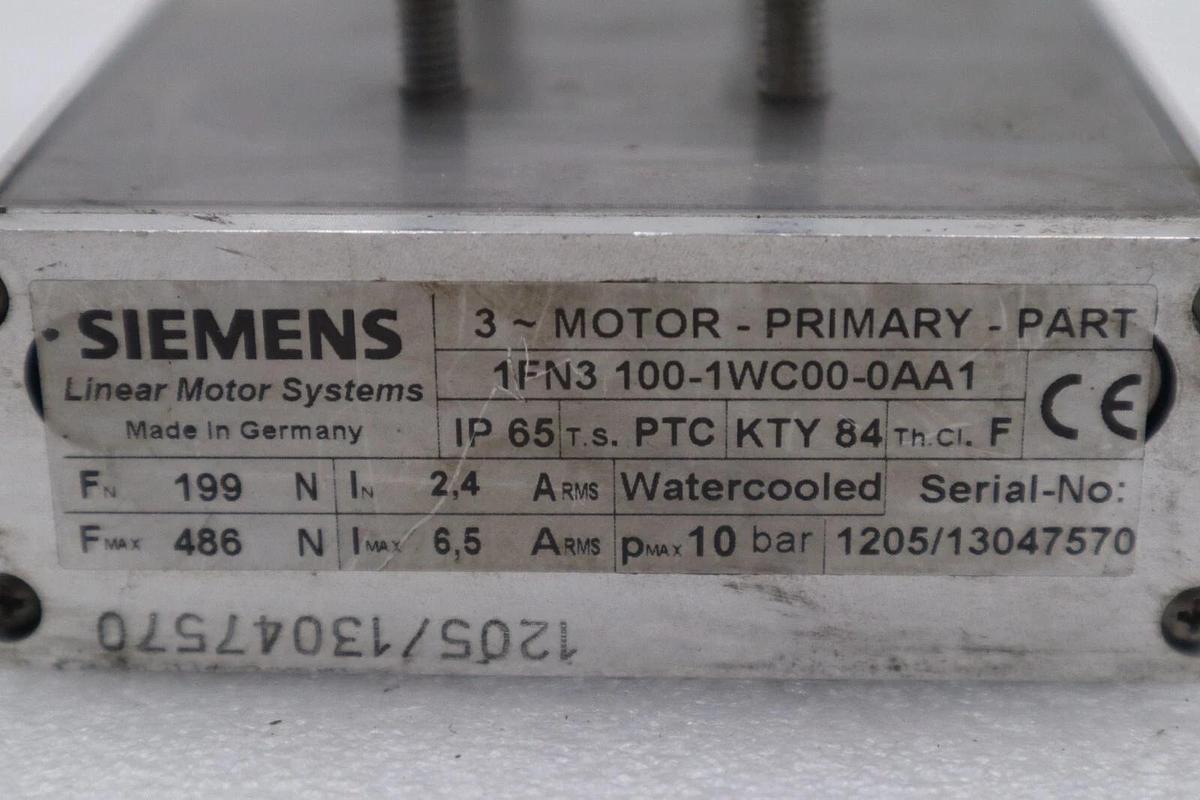 SIEMENS
Linear Motor Systems
Made in Germany
3 ~ MOTOR - PRIMARY - PART
1FN3 100-1WC00-0AA1
IP 65 T.S. PTC KTY 84 Th.Cl. F
CE
FN 199 N IN 2,4 ARMS Watercooled Serial-No:
FMAX 486 N IMAX 6,5 ARMS pMAX 10 bar 1205/13047570
1205/13047570